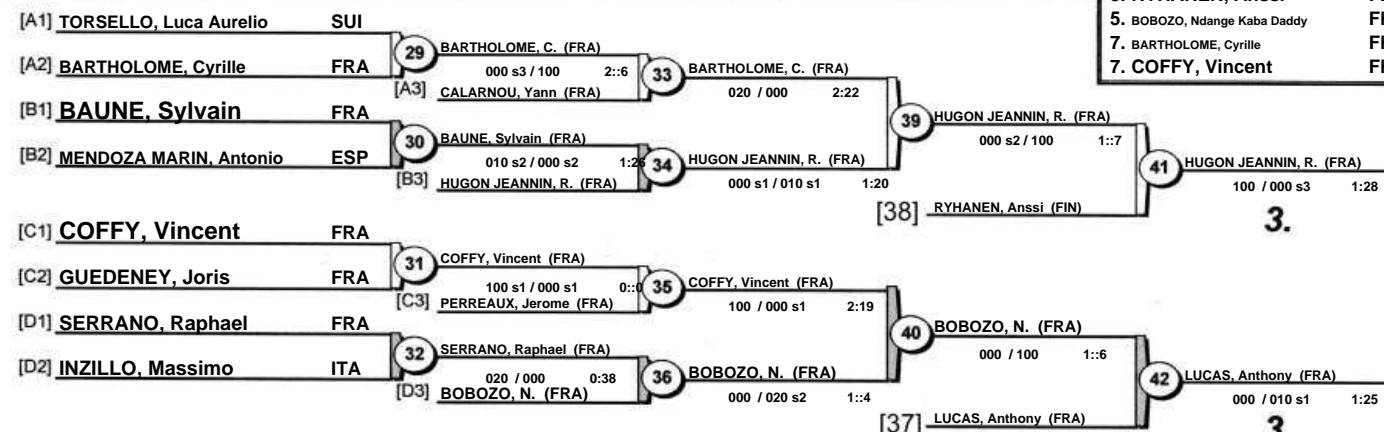 5. BOBOZO, Ndange Kaba Daddy
7. BARTHOLOME, Cyrille
7. COFFY, Vincent
[A1] TORSELLO, Luca Aurelio SUI
[A2] BARTHOLOME, Cyrille FRA
29
BARTHOLOME, C. (FRA)
000 s3 / 100 2::6
[A3] CALARNOU, Yann (FRA)
33
BARTHOLOME, C. (FRA)
020 / 000 2:22
[B1] BAUNE, Sylvain FRA
[B2] MENDOZA MARIN, Antonio ESP
30
BAUNE, Sylvain (FRA)
010 s2 / 000 s2 1:26
[B3] HUGON JEANNIN, R. (FRA)
34
HUGON JEANNIN, R. (FRA)
000 s1 / 010 s1 1:20
39
HUGON JEANNIN, R. (FRA)
000 s2 / 100 1::7
[38] RYHANEN, Anssi (FIN)
41
HUGON JEANNIN, R. (FRA)
100 / 000 s3 1:28
3.
[C1] COFFY, Vincent FRA
[C2] GUEDENEY, Joris FRA
31
COFFY, Vincent (FRA)
100 s1 / 000 s1
[C3] PERREAUX, Jerome (FRA)
35
COFFY, Vincent (FRA)
100 / 000 s1 2:19
[D1] SERRANO, Raphael FRA
[D2] INZILLO, Massimo ITA
32
SERRANO, Raphael (FRA)
020 / 000 0:38
[D3] BOBOZO, N. (FRA)
36
BOBOZO, N. (FRA)
000 / 020 s2 1::4
40
BOBOZO, N. (FRA)
000 / 100 1::6
[37] LUCAS, Anthony (FRA)
42
LUCAS, Anthony (FRA)
000 / 010 s1 1:25
3